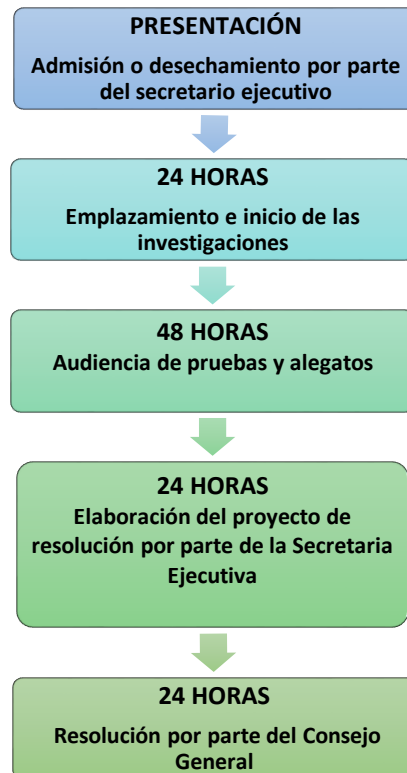 PRESENTACIÓN
Admisión o desechamiento por parte
del secretario ejecutivo
24 HORAS
Emplazamiento e inicio de las
investigaciones
48 HORAS
Audiencia de pruebas y alegatos
24 HORAS
Elaboración del proyecto de
resolución por parte de la Secretaria
Ejecutiva
24 HORAS
Resolución por parte del Consejo
General